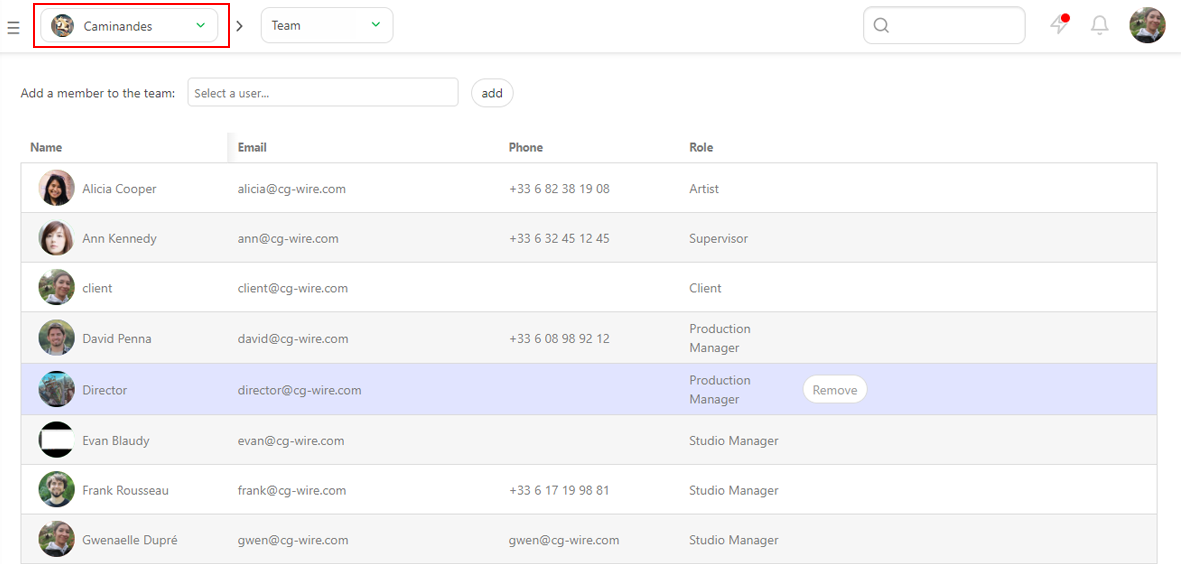 Caminandes
Team
Add a member to the team: Select a user... add
Name Email Phone Role
Alicia Cooper alicia@cg-wire.com +33 6 82 38 19 08 Artist
Ann Kennedy ann@cg-wire.com +33 6 32 45 12 45 Supervisor
client client@cg-wire.com Client
David Penna david@cg-wire.com +33 6 08 98 92 12 Production
Manager
Director director@cg-wire.com Production
Manager Remove
Evan Blaudy evan@cg-wire.com Studio Manager
Frank Rousseau frank@cg-wire.com +33 6 17 19 98 81 Studio Manager
Gwenaelle Dupré gwen@cg-wire.com gwen@cg-wire.com Studio Manager